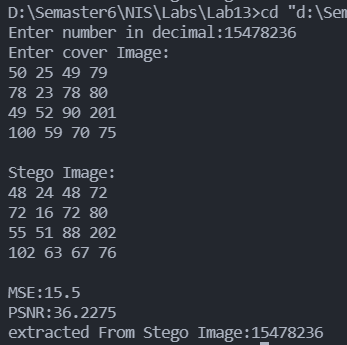 D:\Semaster6\NIS\Labs\Lab13>cd "d:\Sem
Enter number in decimal:15478236
Enter cover Image:
50 25 49 79
78 23 78 80
49 52 90 201
100 59 70 75
Stego Image:
48 24 48 72
72 16 72 80
55 51 88 202
102 63 67 76
MSE:15.5
PSNR:36.2275
extracted From Stego Image:15478236